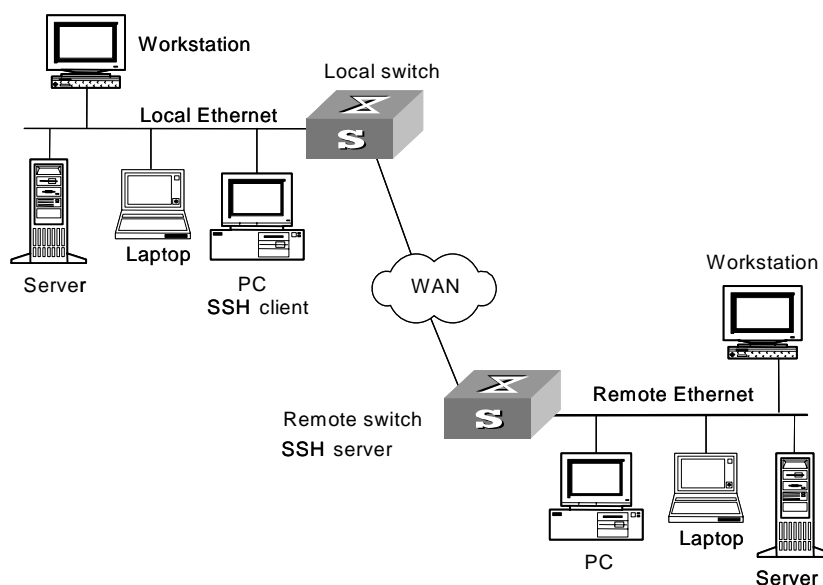 Workstation
Local switch
Local Ethernet
S
Server
Laptop
PC
SSH client
WAN
Workstation
Remote switch
SSH server
S
Remote Ethernet
PC
Laptop
Server